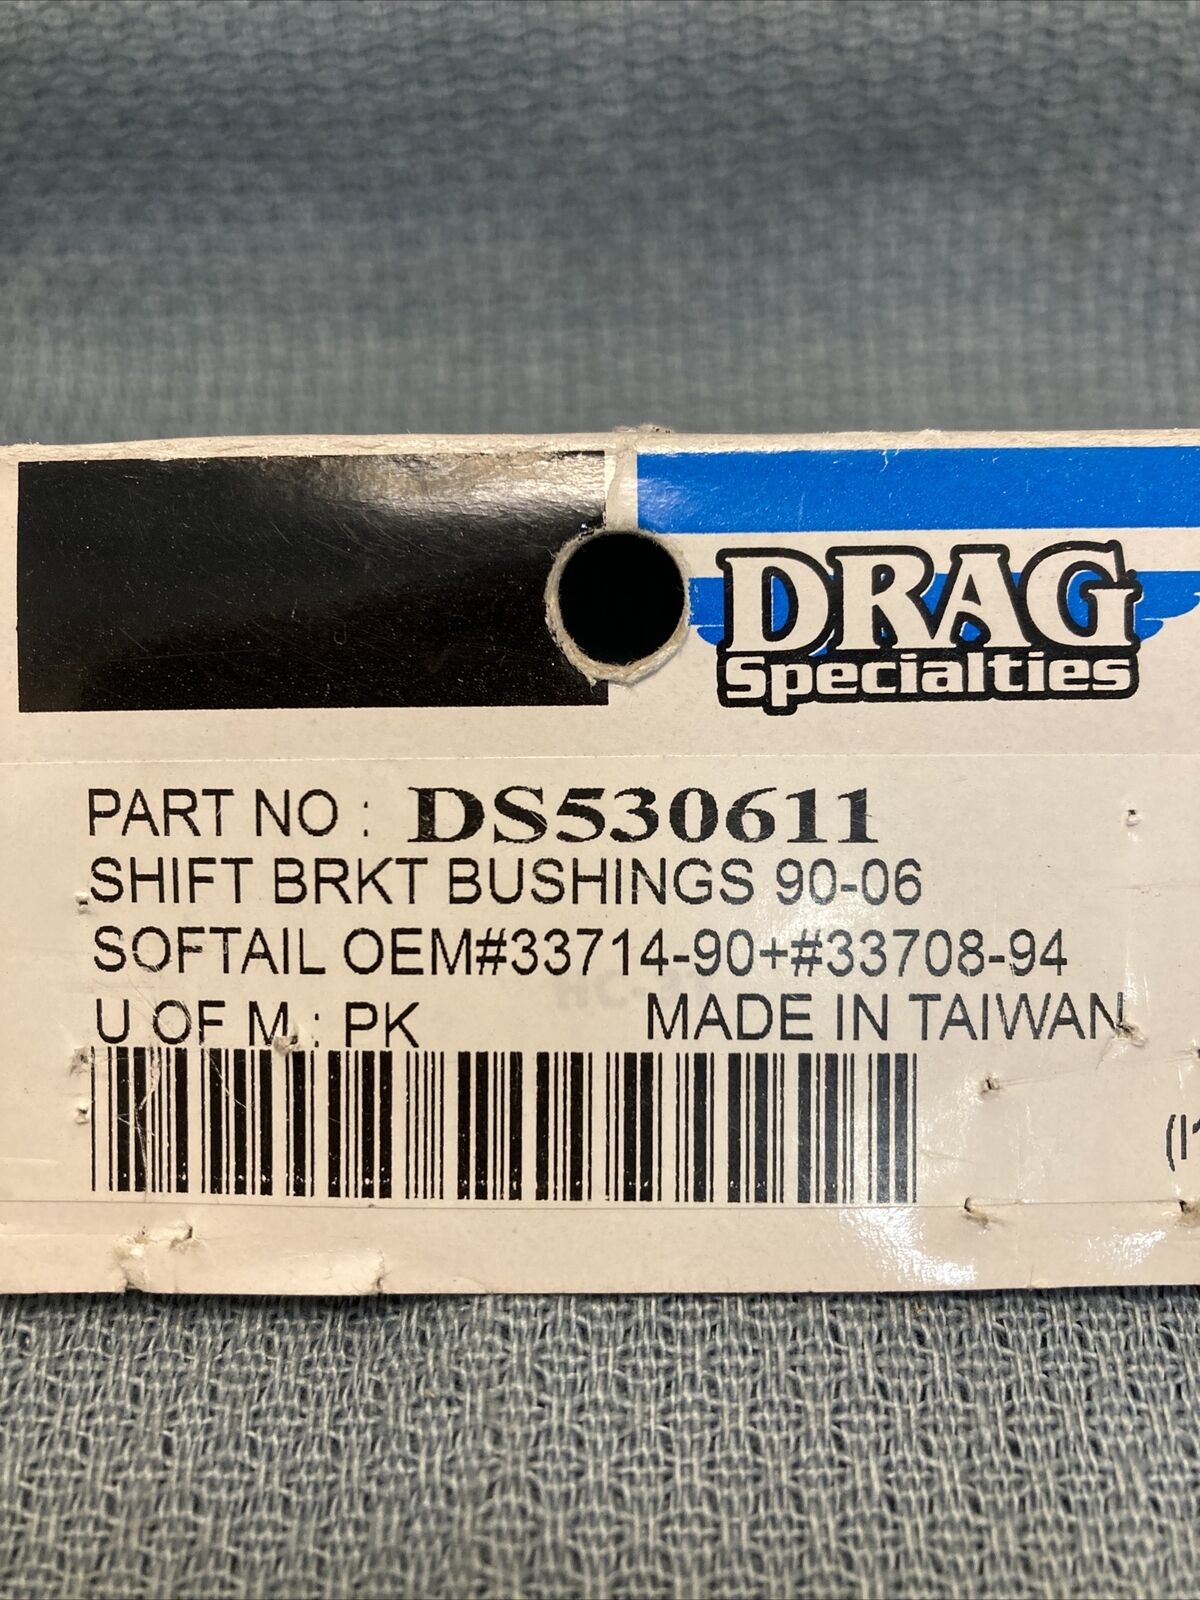 DRAG
Specialties
PART NO : DS530611
SHIFT BRKT BUSHINGS 90-06
SOFTAIL OEM#33714-90+#33708-94
U OF M. : PK MADE IN TAIWAN